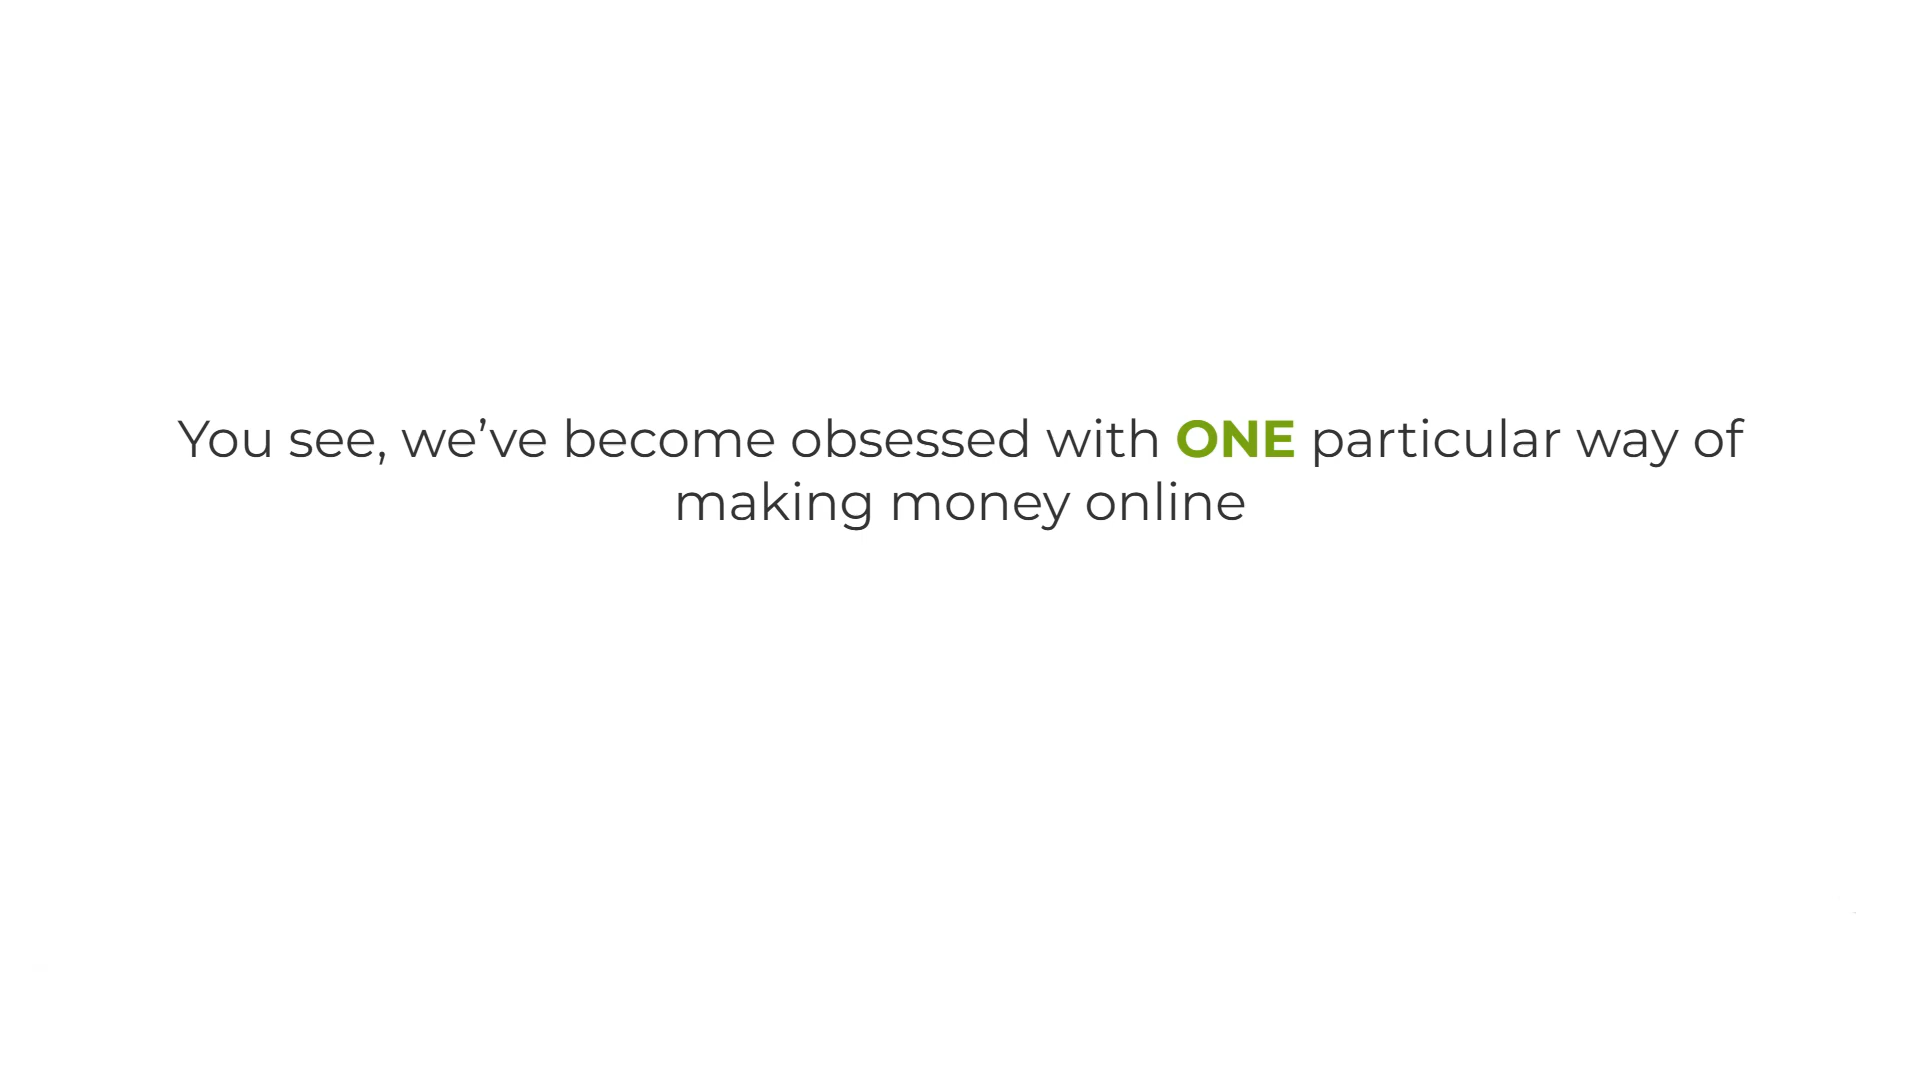 You see, we’ve become obsessed with ONE particular way of
making money online